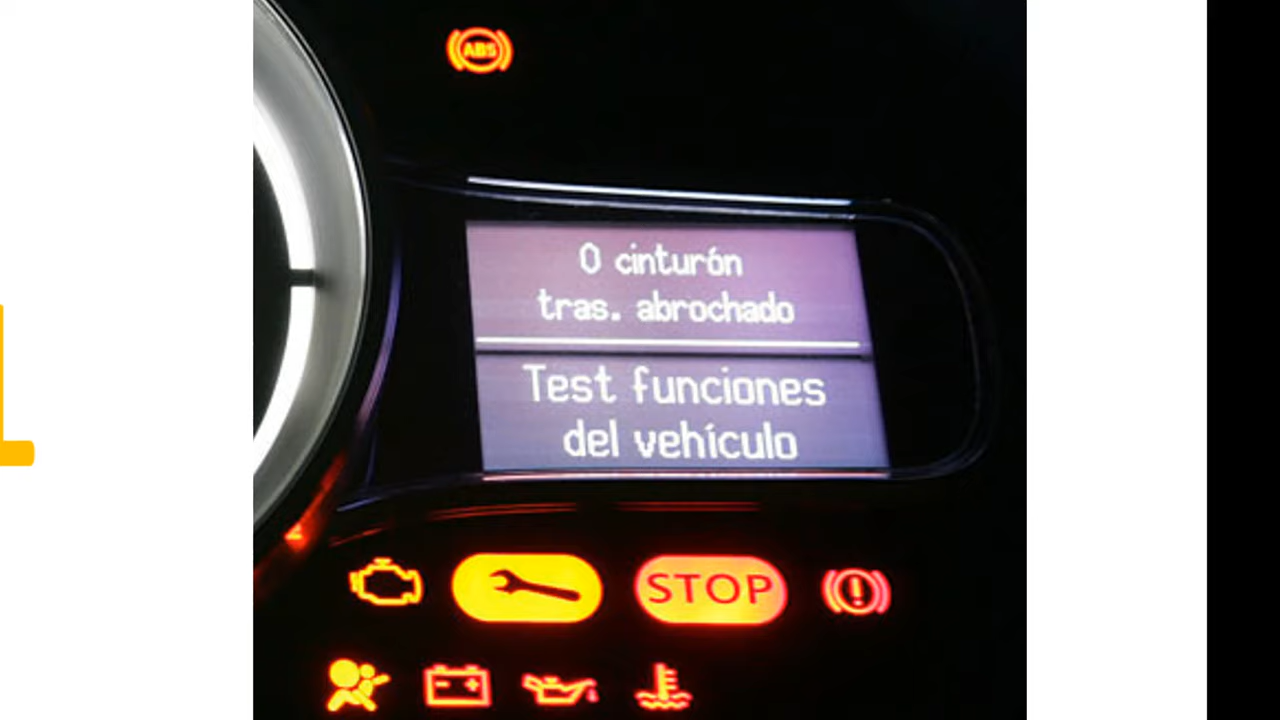 ABS
0 cinturón
tras. abrochado
Test funciones
del vehículo
STOP